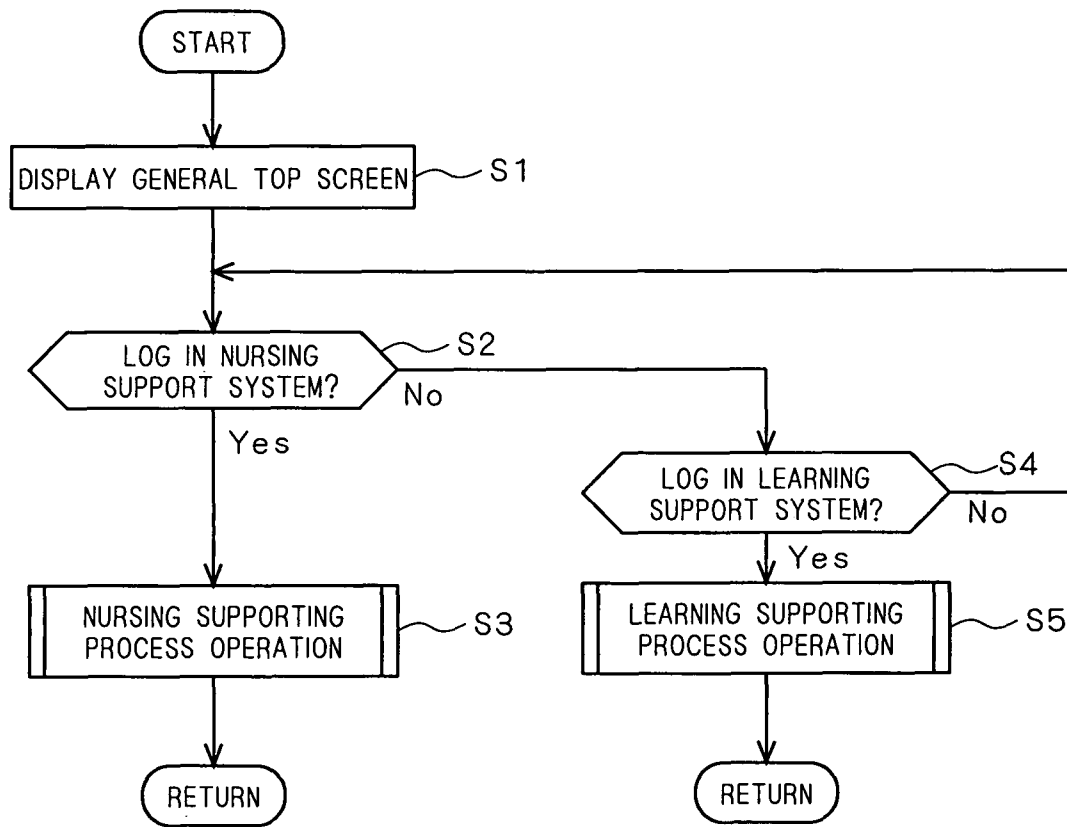 START
DISPLAY GENERAL TOP SCREEN
S1
LOG IN NURSING
SUPPORT SYSTEM?
S2
No
Yes
LOG IN LEARNING
SUPPORT SYSTEM?
S4
No
Yes
NURSING SUPPORTING
PROCESS OPERATION
S3
LEARNING SUPPORTING
PROCESS OPERATION
S5
RETURN
RETURN